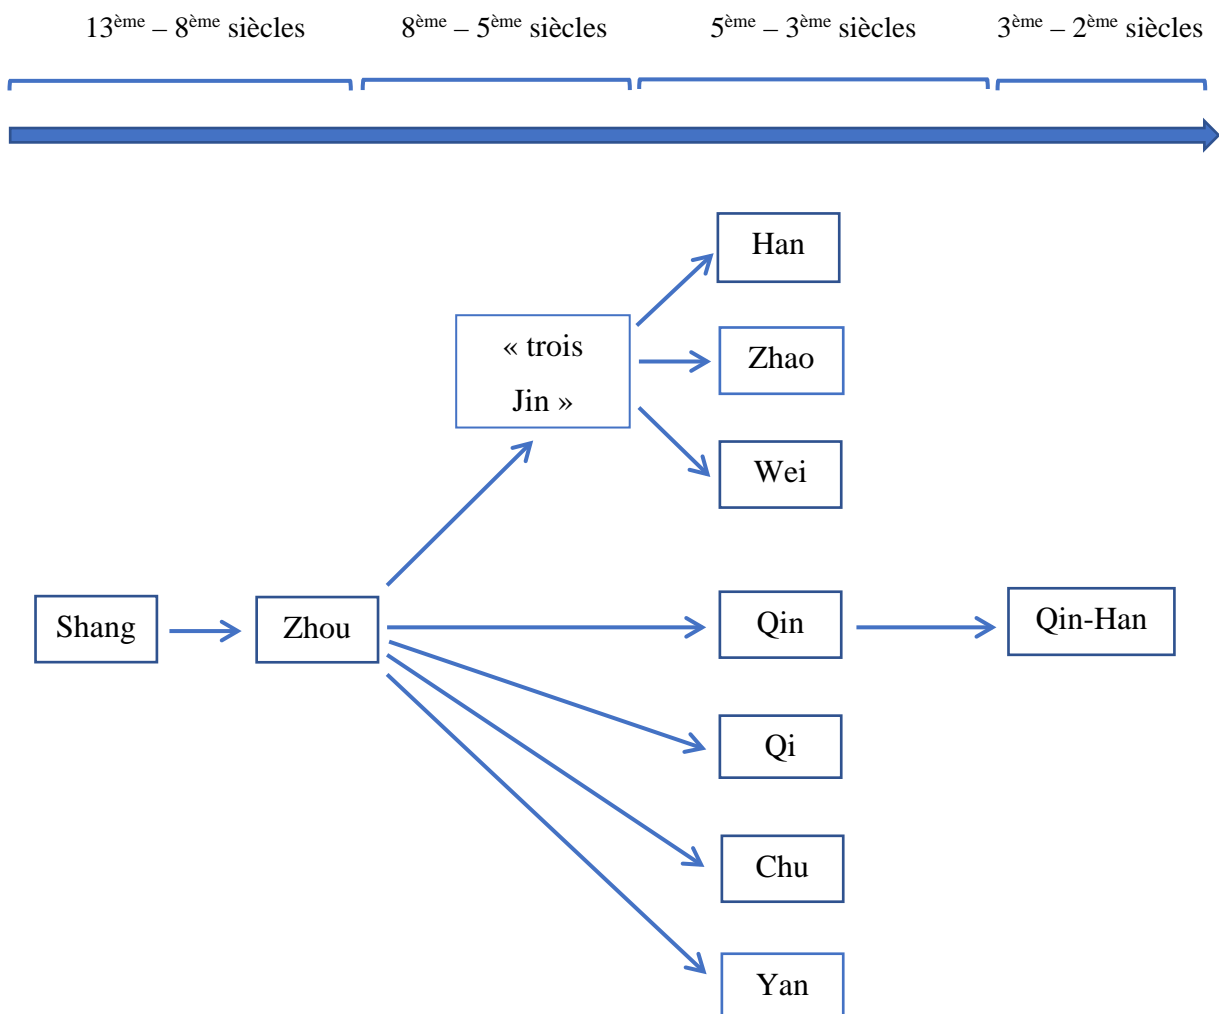 13ème – 8ème siècles
8ème – 5ème siècles
5ème – 3ème siècles
3ème – 2ème siècles
Han
« trois
Jin »
Zhao
Wei
Shang
Zhou
Qin
Qin-Han
Qi
Chu
Yan